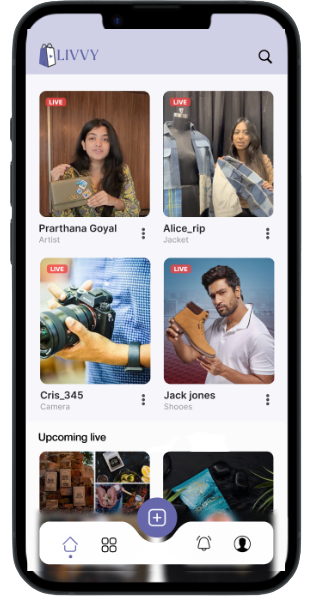 LIVVY
LIVE
LIVE
Prarthana Goyal
Artist
Alice_rip
Jacket
LIVE
LIVE
Cris_345
Camera
Jack jones
Shooes
Upcoming live